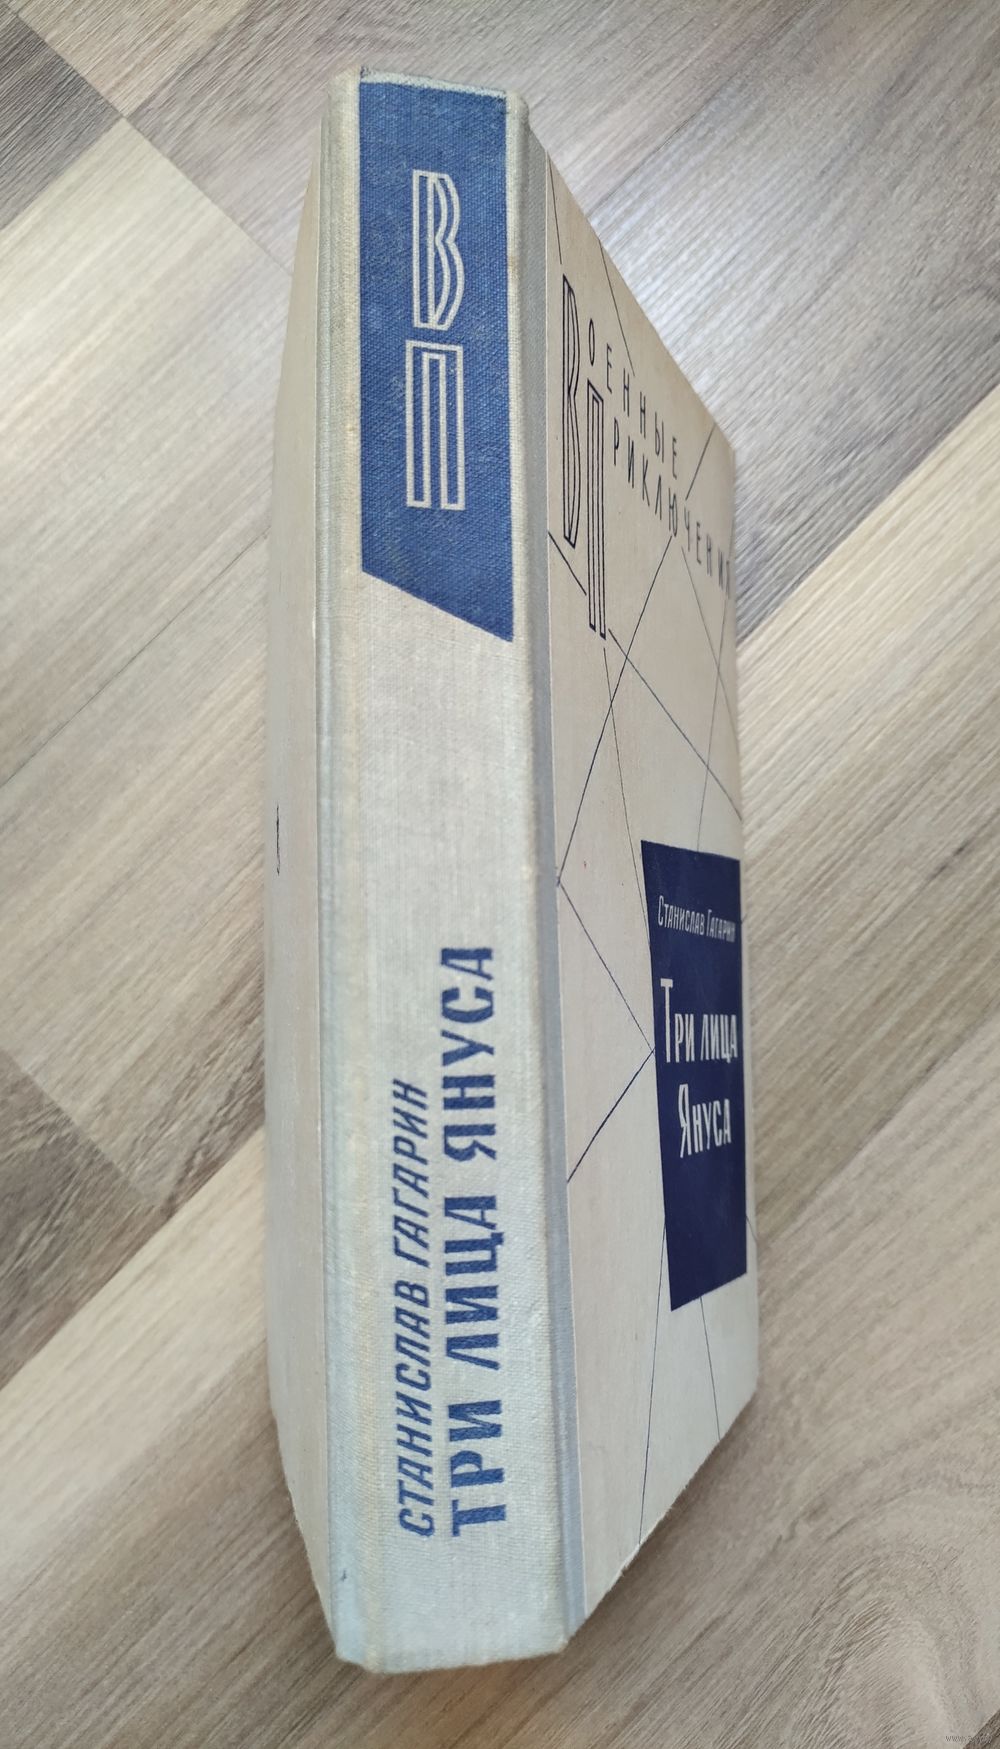 ВП
СТАНИСЛАВ ГАГАРИН
ТРИ ЛИЦА ЯНУСА
ВОЕННЫЕ
ПРИКЛЮЧЕНИЯ
СТАНИСЛАВ ГАГАРИН
ТРИ ЛИЦА
ЯНУСА